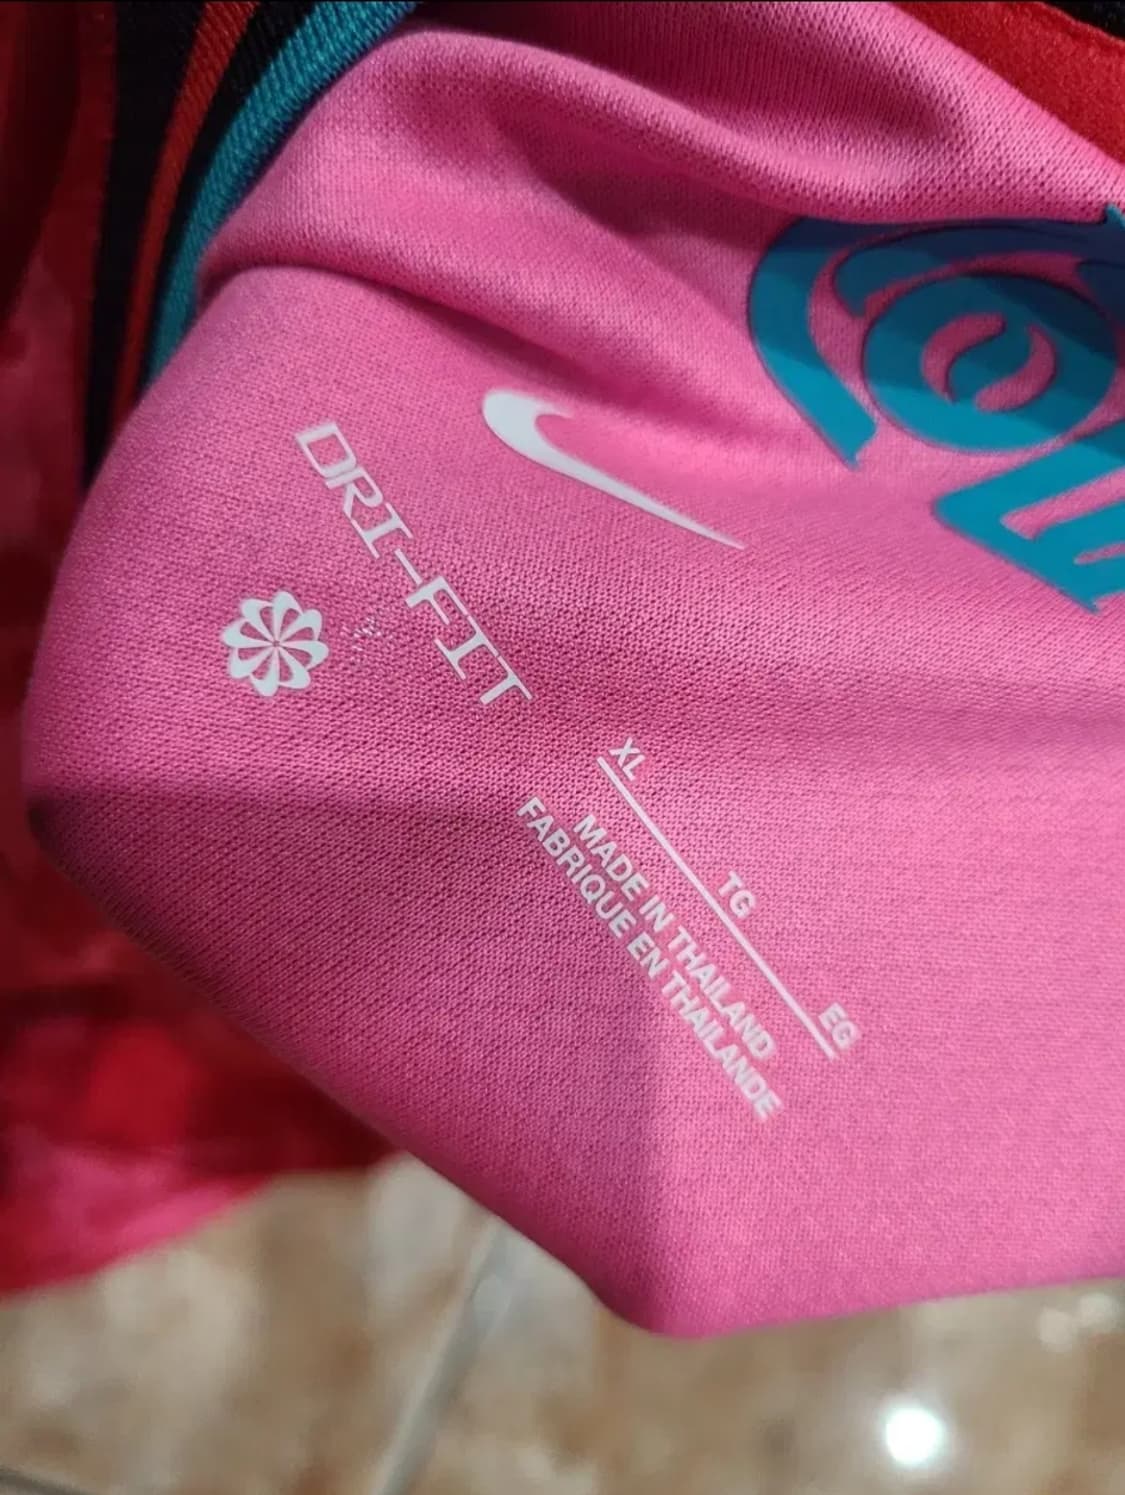 DRI-FIT
XL TG EG
MADE IN THAILAND
FABRIQUE EN THAILANDE